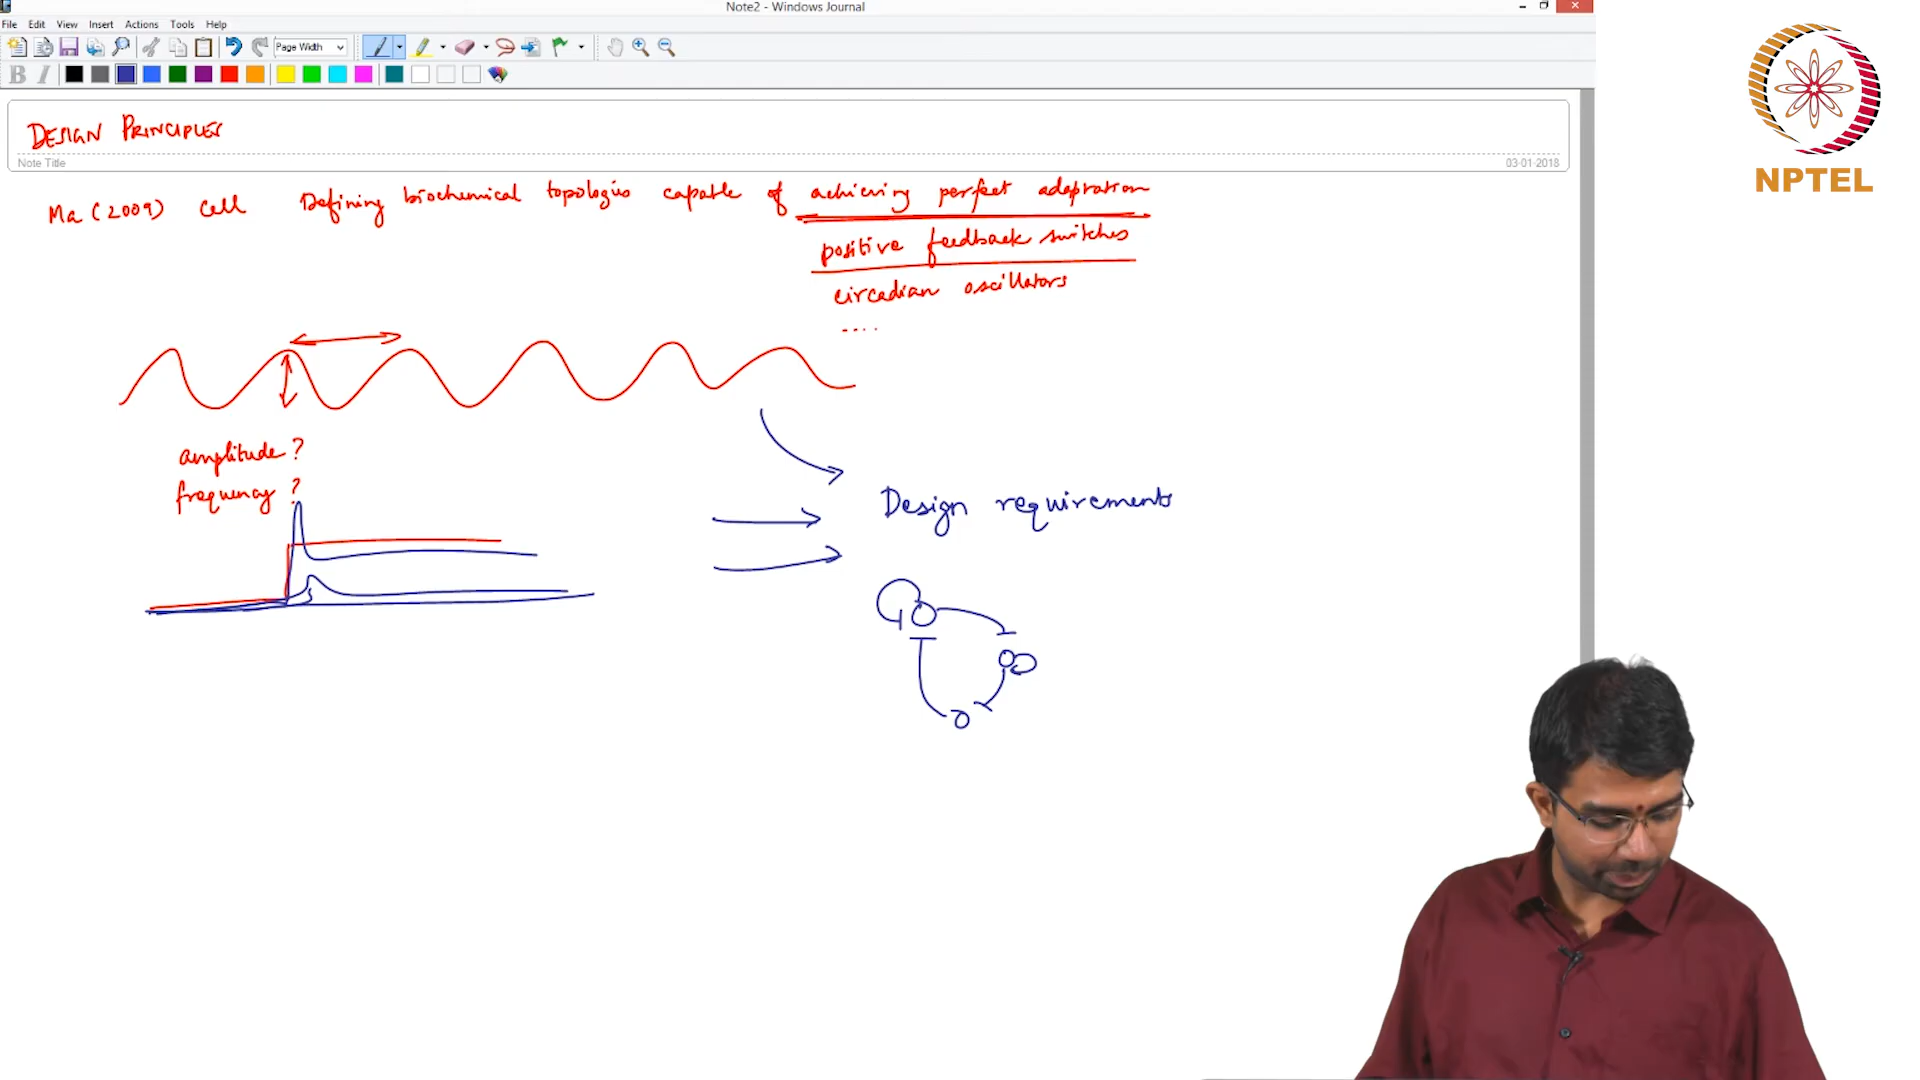 Note2 - Windows Journal
File Edit View Insert Actions Tools Help
Page Width
B I
DESIGN PRINCIPLES
Note Title
03-01-2018
NPTEL
Ma (2009) Cell Defining biochemical topologies capable of achieving perfect adaptation
positive feedback switches
circadian oscillators
.....
amplitude?
frequency?
Design requirements